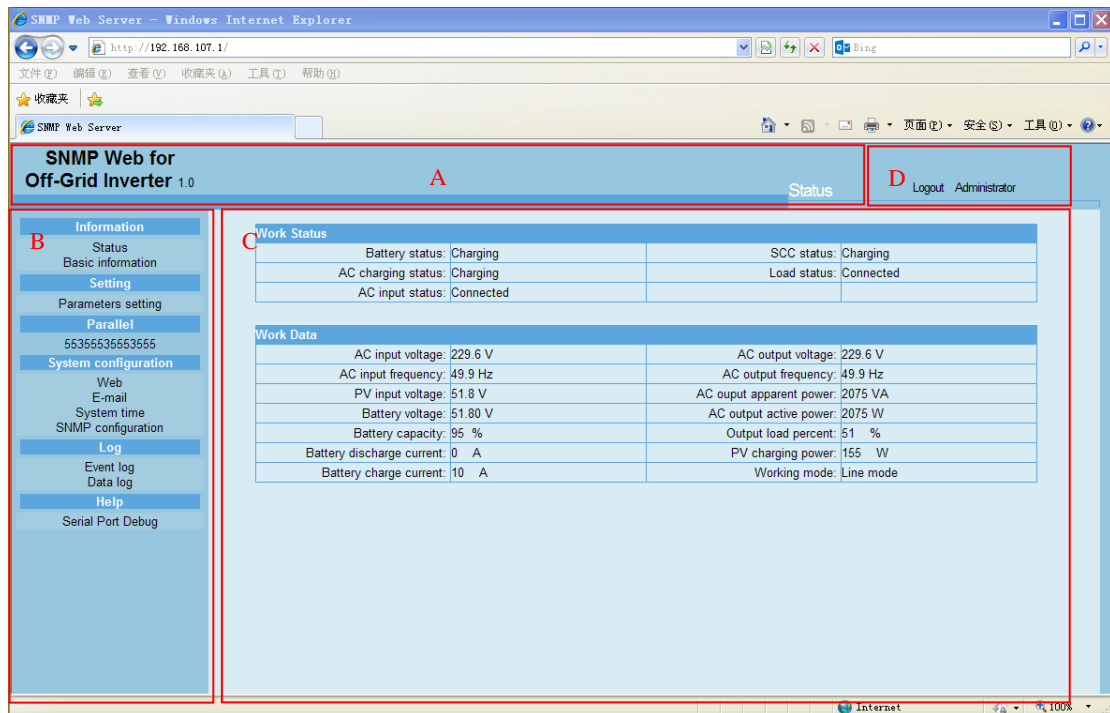 SNMP Web Server - Windows Internet Explorer
http://192.168.107.1/
Bing
文件(F) 编辑(E) 查看(V) 收藏夹(A) 工具(T) 帮助(H)
收藏夹
SNMP Web Server
页面(P) 安全(S) 工具(O)
SNMP Web for
Off-Grid Inverter 1.0
A
Status
D
Logout Administrator
B
Information
Status
Basic information
Setting
Parameters setting
Parallel
55355535553555
System configuration
Web
E-mail
System time
SNMP configuration
Log
Event log
Data log
Help
Serial Port Debug
C
Work Status
Battery status: Charging SCC status: Charging
AC charging status: Charging Load status: Connected
AC input status: Connected
Work Data
AC input voltage: 229.6 V AC output voltage: 229.6 V
AC input frequency: 49.9 Hz AC output frequency: 49.9 Hz
PV input voltage: 51.8 V AC ouput apparent power: 2075 VA
Battery voltage: 51.80 V AC output active power: 2075 W
Battery capacity: 95 % Output load percent: 51 %
Battery discharge current: 0 A PV charging power: 155 W
Battery charge current: 10 A Working mode: Line mode
Internet 100%